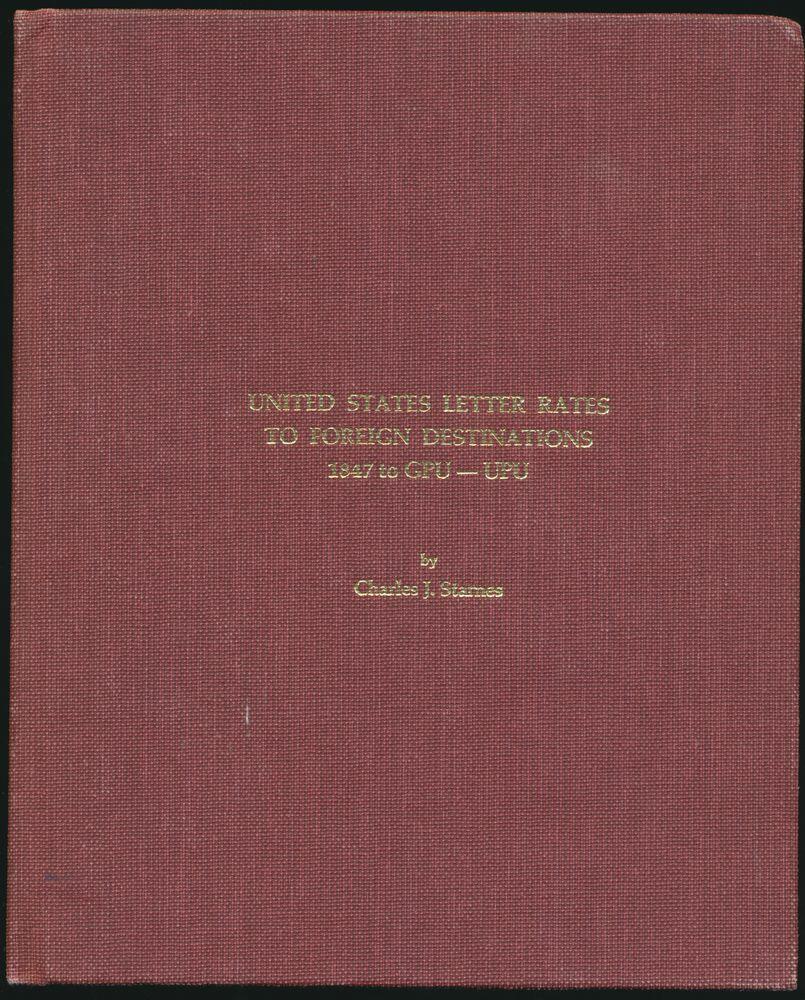 UNITED STATES LETTER RATES
TO FOREIGN DESTINATIONS
1847 to GPU — UPU
by
Charles J. Starnes